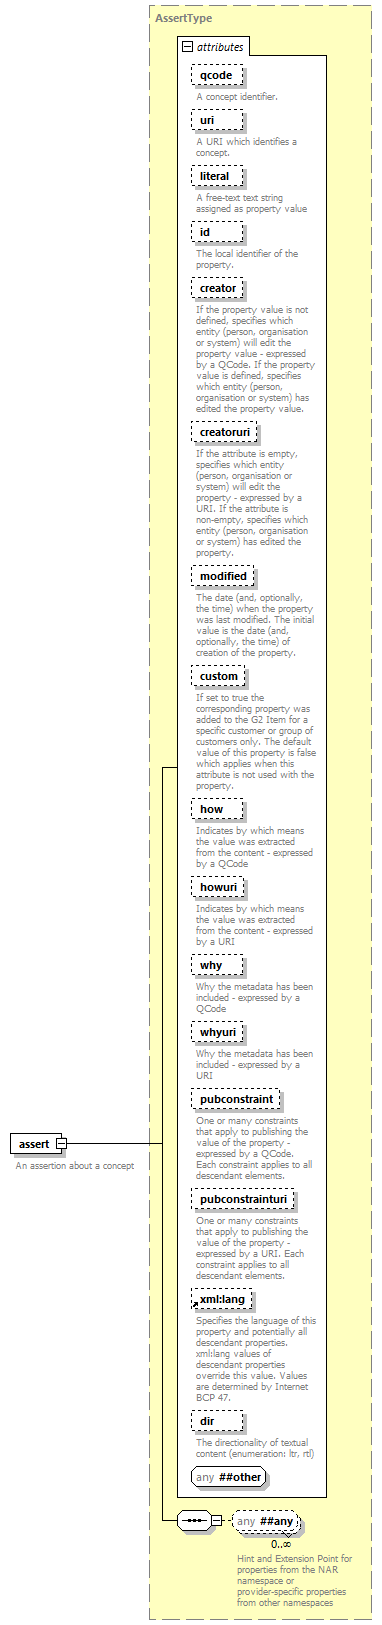 AssertType
attributes
qcode
A concept identifier.
uri
A URI which identifies a
concept.
literal
A free-text text string
assigned as property value
id
The local identifier of the
property.
creator
If the property value is not
defined, specifies which
entity (person, organisation
or system) will edit the
property value - expressed
by a QCode. If the property
value is defined, specifies
which entity (person,
organisation or system) has
edited the property value.
creatoruri
If the attribute is empty,
specifies which entity
(person, organisation or
system) will edit the
property - expressed by a
URI. If the attribute is
non-empty, specifies which
entity (person, organisation
or system) has edited the
property.
modified
The date (and, optionally,
the time) when the property
was last modified. The initial
value is the date (and,
optionally, the time) of
creation of the property.
custom
If set to true the
corresponding property was
added to the G2 Item for a
specific customer or group of
customers only. The default
value of this property is false
which applies when this
attribute is not used with the
property.
how
Indicates by which means
the value was extracted
from the content - expressed
by a QCode
howuri
Indicates by which means
the value was extracted
from the content - expressed
by a URI
why
Why the metadata has been
included - expressed by a
QCode
whyuri
Why the metadata has been
included - expressed by a
URI
pubconstraint
One or many constraints
that apply to publishing the
value of the property -
expressed by a QCode.
Each constraint applies to all
descendant elements.
pubconstrainturi
One or many constraints
that apply to publishing the
value of the property -
expressed by a URI. Each
constraint applies to all
descendant elements.
xml:lang
Specifies the language of this
property and potentially all
descendant properties.
xml:lang values of
descendant properties
override this value. Values
are determined by Internet
BCP 47.
dir
The directionality of textual
content (enumeration: ltr, rtl)
any ##other
assert
An assertion about a concept
any ##any
0..∞
Hint and Extension Point for
properties from the NAR
namespace or
provider-specific properties
from other namespaces